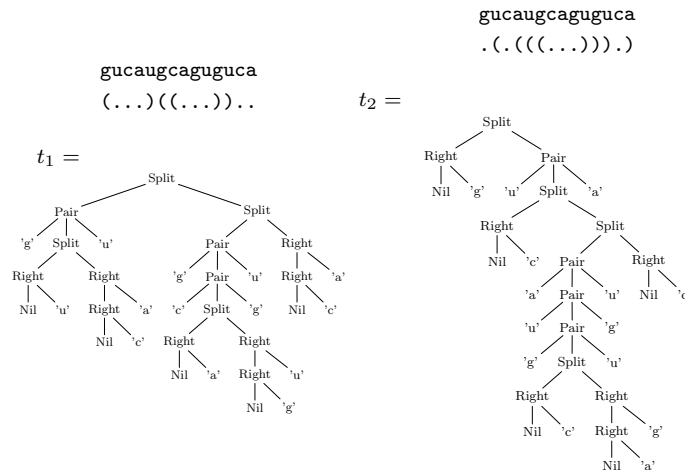 gucaugcaguguca
(...)((...))..
t₁ =
Split
Pair Split
'g' Split 'u' Pair Right
Right Right 'g' Pair 'u' Right 'a'
Nil 'u' Right 'a' 'c' Split 'g' Nil 'c'
Nil 'c' Right Right
Nil 'a' Right 'u'
Nil 'g'
gucaugcaguguca
.(.(((...))).)
t₂ =
Split
Right Pair
Nil 'g' 'u' Split 'a'
Right Split
Nil 'c' Pair Right
'a' Pair 'u' Nil 'c
'u' Pair 'g'
'g' Split 'u'
Right Right
Nil 'c' Right 'g'
Nil 'a'